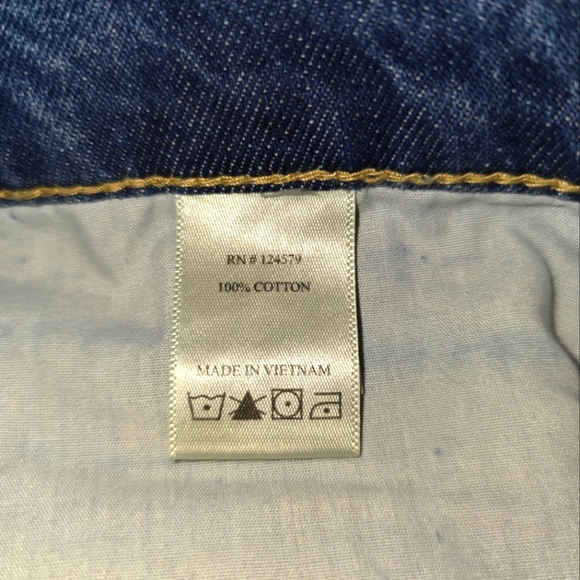 RN # 124579
100% COTTON
MADE IN VIETNAM